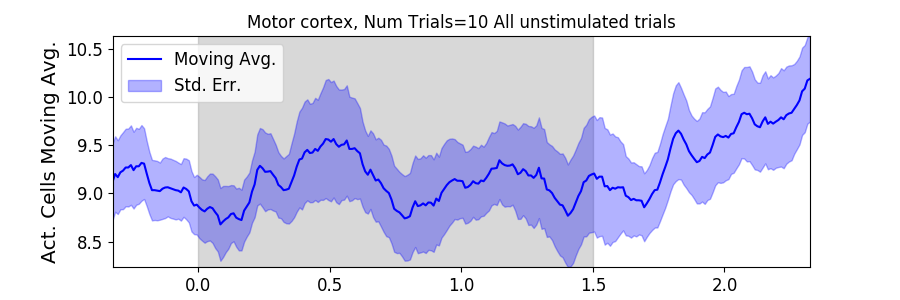 Motor cortex, Num Trials=10 All unstimulated trials
Act. Cells Moving Avg.
10.5
10.0
9.5
9.0
8.5
Moving Avg.
Std. Err.
0.0 0.5 1.0 1.5 2.0